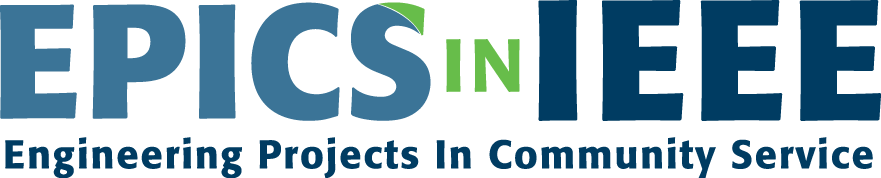 EPICS IN IEEE
Engineering Projects In Community Service